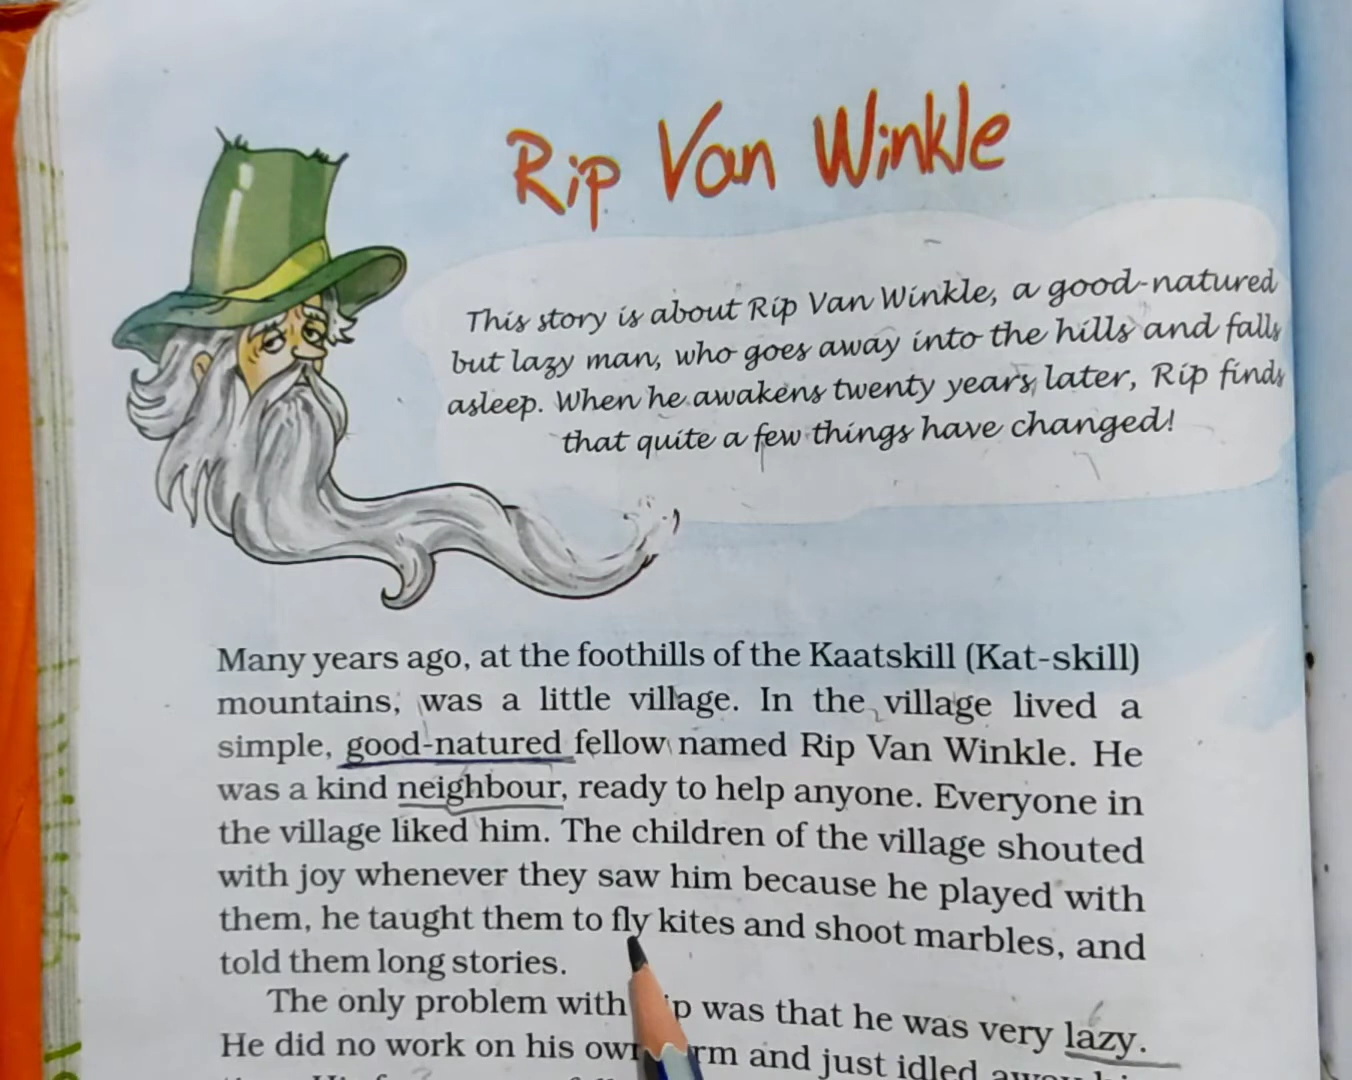 Rip Van Winkle
This story is about Rip Van Winkle, a good-natured
but lazy man, who goes away into the hills and falls
asleep. When he awakens twenty years later, Rip finds
that quite a few things have changed!
Many years ago, at the foothills of the Kaatskill (Kat-skill)
mountains, was a little village. In the village lived a
simple, good-natured fellow named Rip Van Winkle. He
was a kind neighbour, ready to help anyone. Everyone in
the village liked him. The children of the village shouted
with joy whenever they saw him because he played with
them, he taught them to fly kites and shoot marbles, and
told them long stories.
The only problem with was that he was very lazy.
He did no work on his and just idled